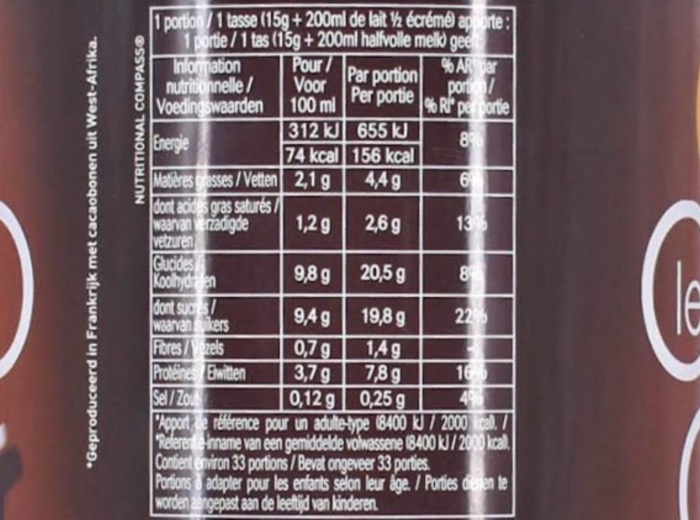 *Geproduceerd in Frankrijk met cacaobonen uit West-Afrika.
NUTRITIONAL COMPASS®
1 portion / 1 tasse (15g + 200ml de lait ½ écrémé) apporte :
1 portie / 1 tas (15g + 200ml halfvolle melk) geeft
Information nutritionnelle / Voedingswaarden Pour / Voor 100 ml Par portion Per portie % AR* par portion / % RI* per portie
Energie 312 kJ 655 kJ 8%
74 kcal 156 kcal
Matières grasses / Vetten 2,1 g 4,4 g 6%
dont acides gras saturés / waarvan verzadigde vetzuren 1,2 g 2,6 g 13%
Glucides / Koolhydraten 9,8 g 20,5 g 8%
dont sucres / waarvan suikers 9,4 g 19,8 g 22%
Fibres / Vezels 0,7 g 1,4 g -
Protéines / Eiwitten 3,7 g 7,8 g 16%
Sel / Zout 0,12 g 0,25 g 4%
*Apport de référence pour un adulte-type (8400 kJ / 2000 kcal). /
*Referentie-inname van een gemiddelde volwassene (8400 kJ / 2000 kcal).
Contient environ 33 portions / Bevat ongeveer 33 porties.
Portions à adapter pour les enfants selon leur âge. / Porties dienen te
worden aangepast aan de leeftijd van kinderen.
le